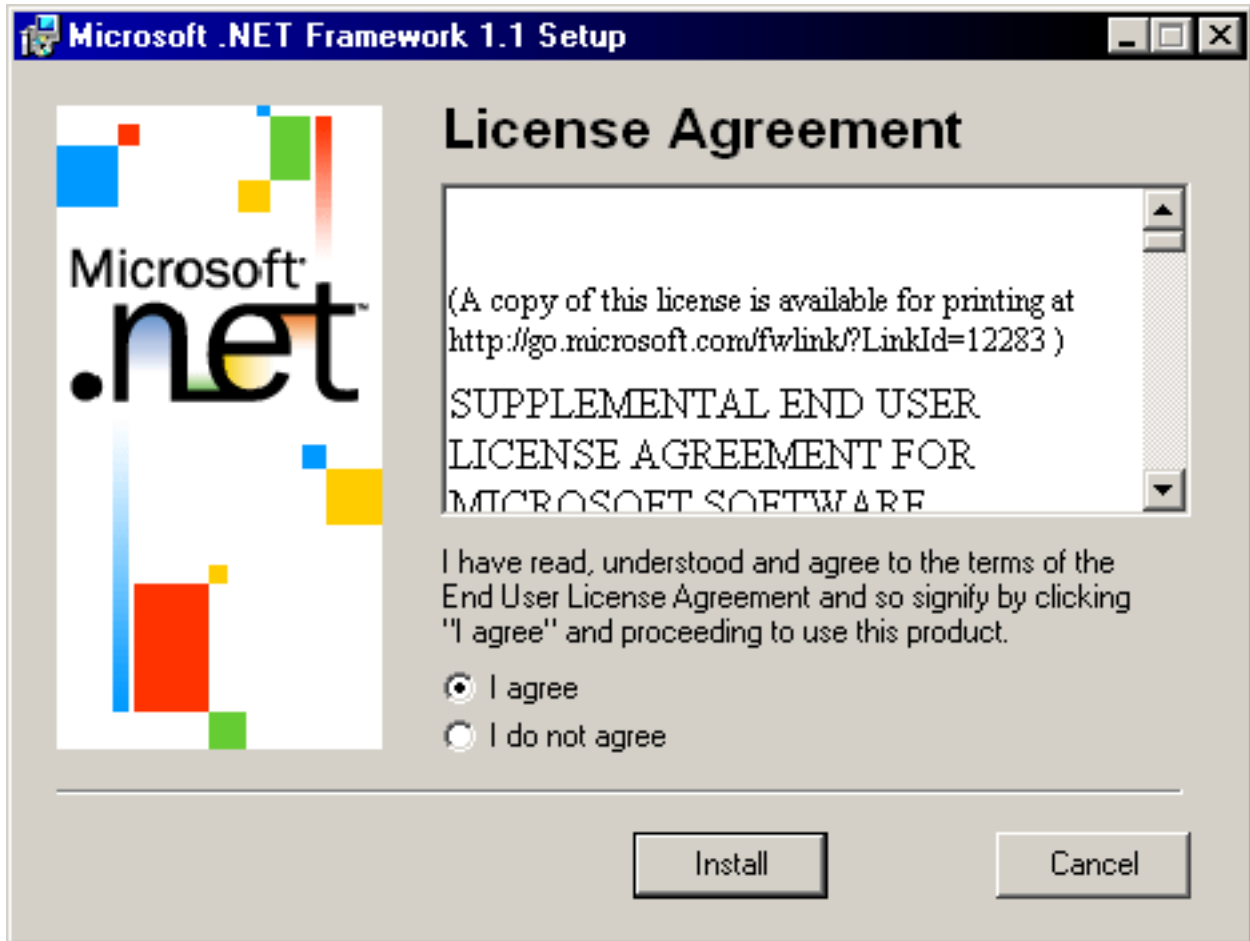 Microsoft .NET Framework 1.1 Setup
License Agreement
Microsoft
.net™
(A copy of this license is available for printing at
http://go.microsoft.com/fwlink/?LinkId=12283 )
SUPPLEMENTAL END USER
LICENSE AGREEMENT FOR
MICROSOFT SOFTWARE
I have read, understood and agree to the terms of the
End User License Agreement and so signify by clicking
"I agree" and proceeding to use this product.
I agree
I do not agree
Install
Cancel